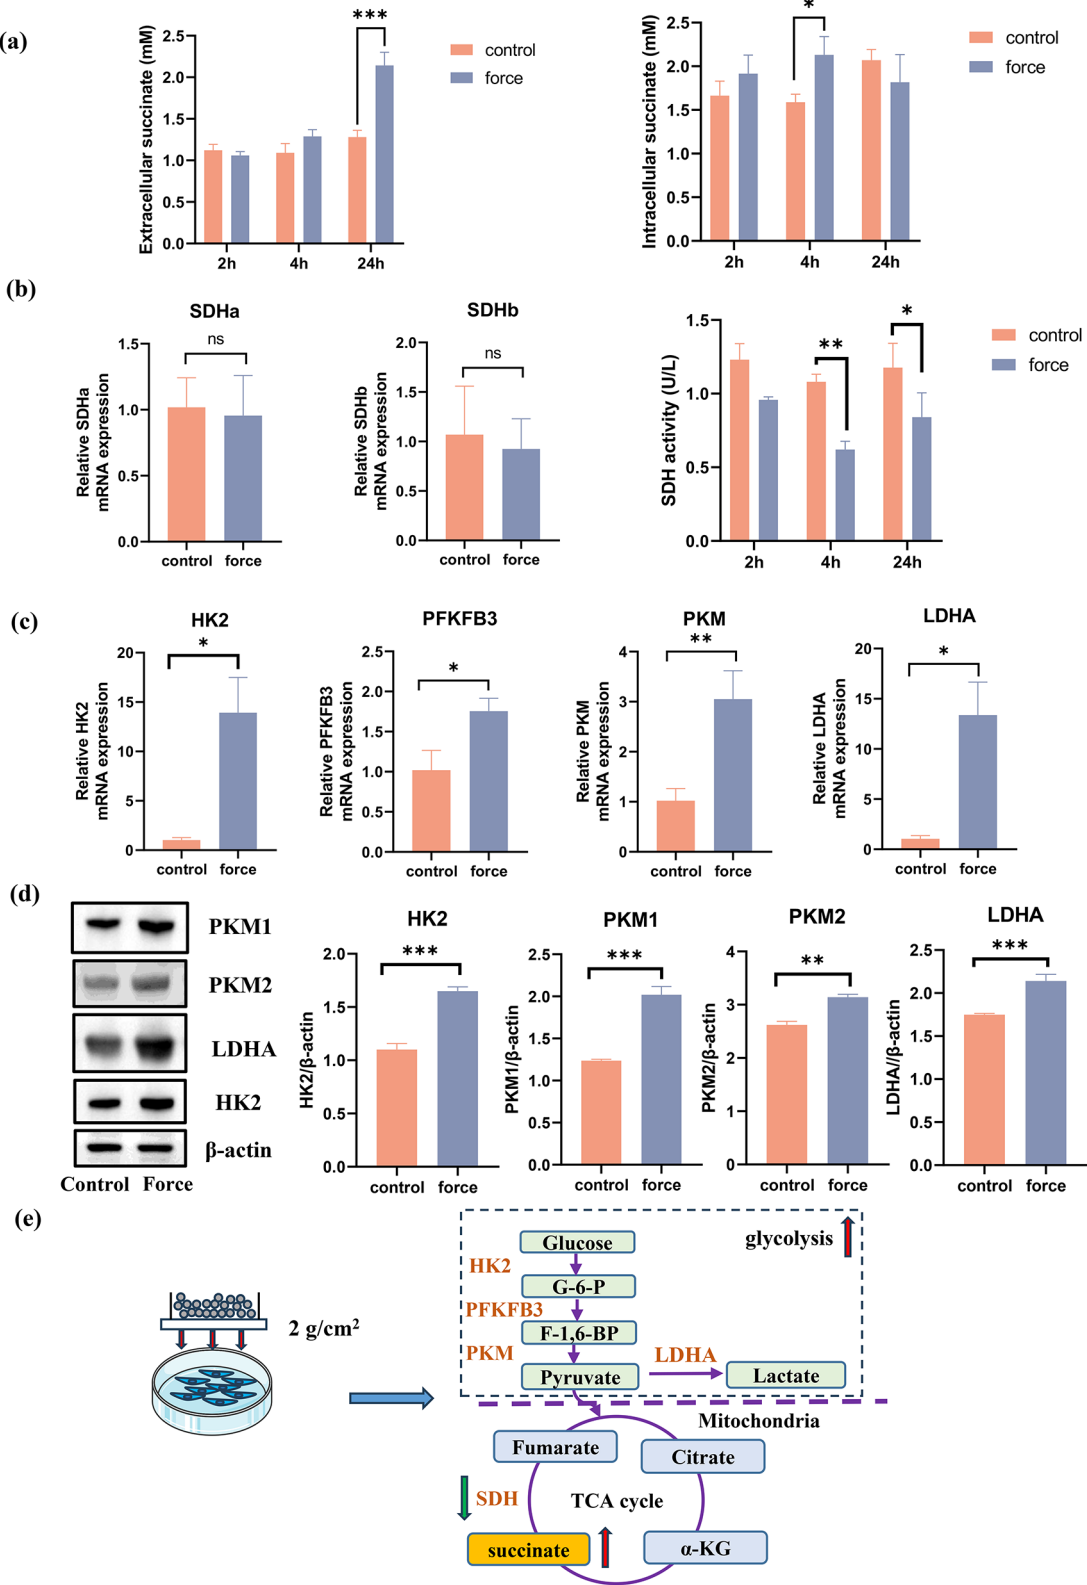 (a)
Extracellular succinate (mM)
2.5
2.0
1.5
1.0
0.5
0.0
2h 4h 24h
***
control
force
Intracellular succinate (mM)
2.5
2.0
1.5
1.0
0.5
0.0
2h 4h 24h
*
control
force
(b)
SDHa
ns
Relative SDHa
mRNA expression
1.5
1.0
0.5
0.0
control force
SDHb
ns
Relative SDHb
mRNA expression
2.0
1.5
1.0
0.5
0.0
control force
SDH activity (U/L)
1.5
1.0
0.5
0.0
2h 4h 24h
**
*
control
force
(c)
HK2
*
Relative HK2
mRNA expression
20
15
10
5
0
control force
PFKFB3
*
Relative PFKFB3
mRNA expression
2.5
2.0
1.5
1.0
0.5
0.0
control force
PKM
**
Relative PKM
mRNA expression
4
3
2
1
0
control force
LDHA
*
Relative LDHA
mRNA expression
20
15
10
5
0
control force
(d)
PKM1
PKM2
LDHA
HK2
β-actin
Control Force
HK2
***
HK2/β-actin
2.0
1.5
1.0
0.5
0.0
control force
PKM1
***
PKM1/β-actin
2.5
2.0
1.5
1.0
0.5
0.0
control force
PKM2
**
PKM2/β-actin
4
3
2
1
0
control force
LDHA
***
LDHA//β-actin
2.5
2.0
1.5
1.0
0.5
0.0
control force
(e)
2 g/cm²
glycolysis
Glucose
HK2
G-6-P
PFKFB3
F-1,6-BP
PKM
Pyruvate
LDHA
Lactate
Mitochondria
Fumarate
Citrate
SDH
TCA cycle
succinate
α-KG